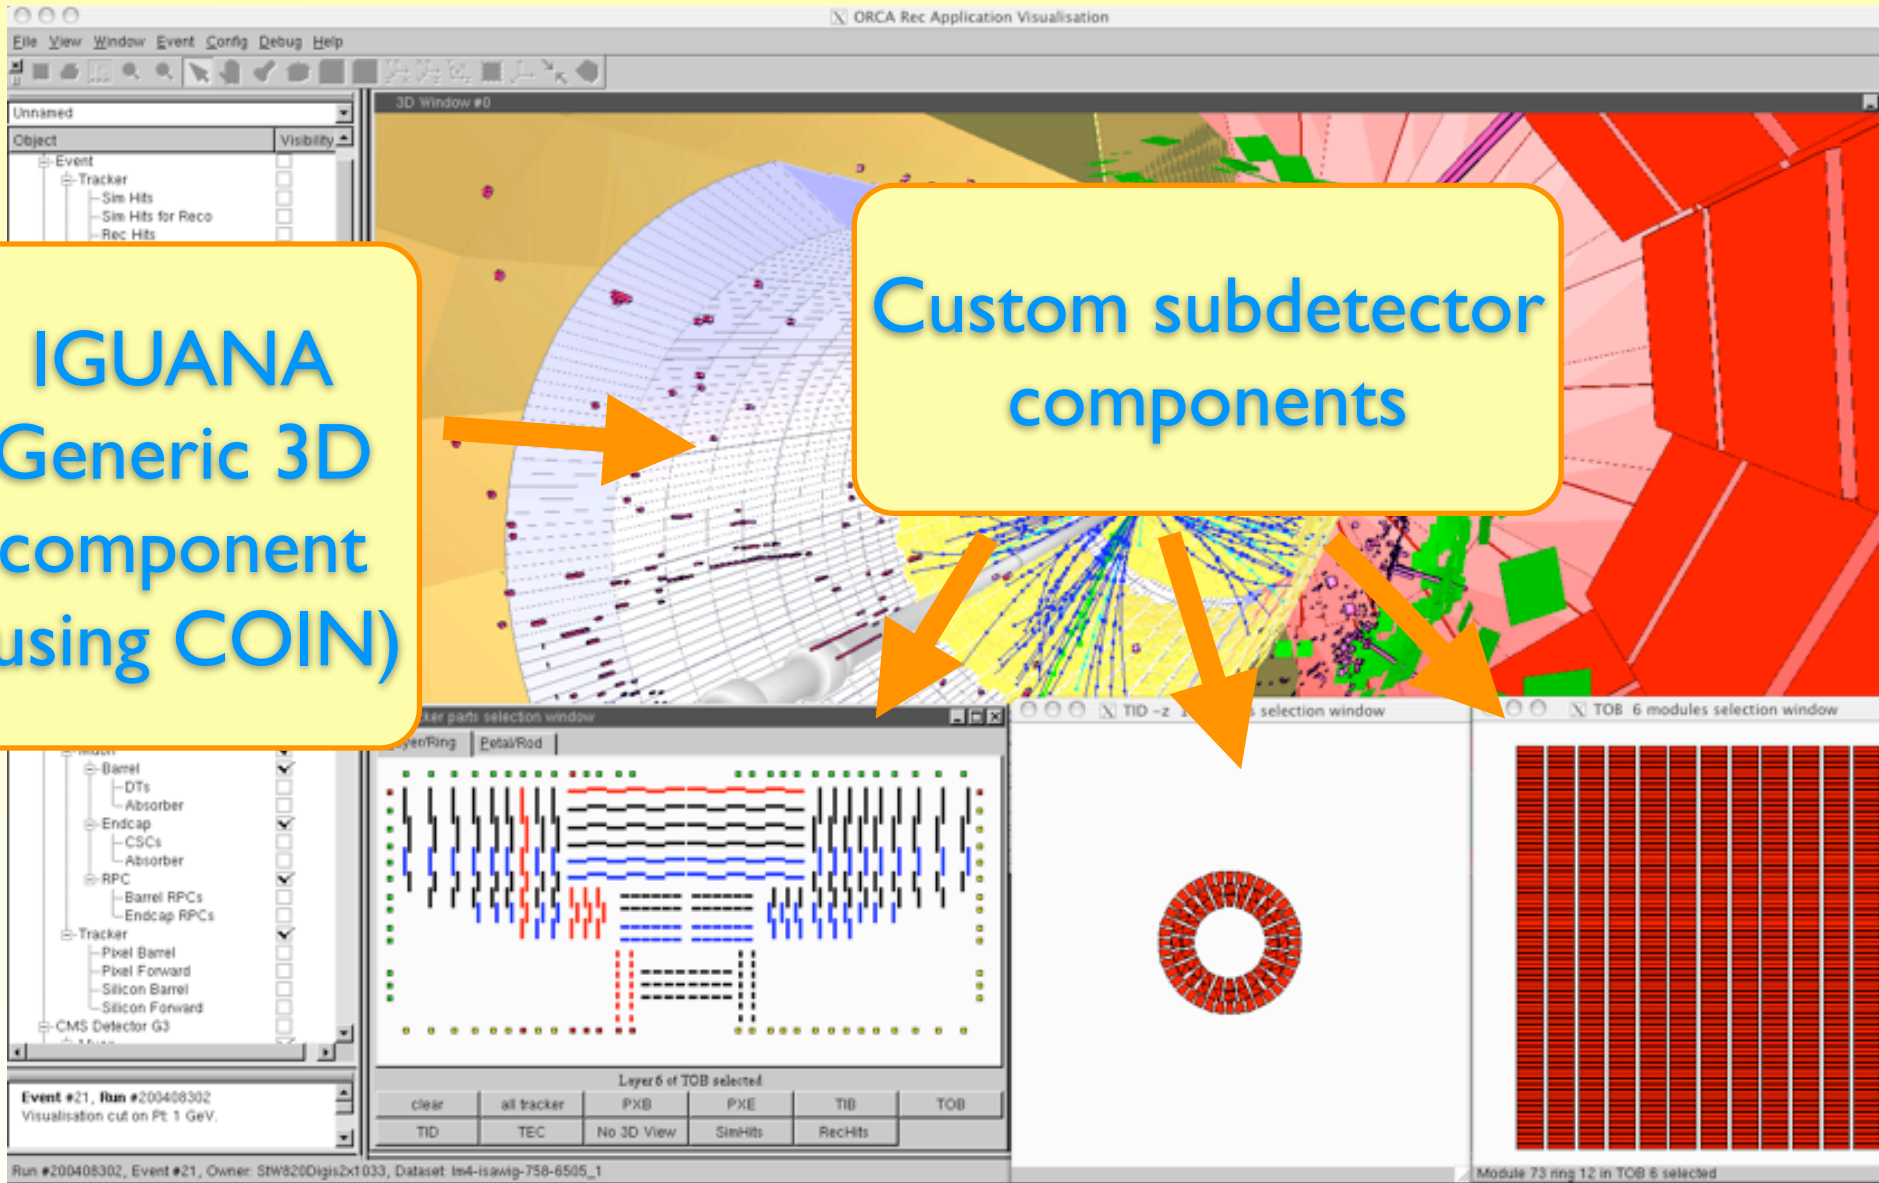 ORCA Rec Application Visualisation
File View Window Event Config Debug Help
3D Window #0
Unnamed
Object Visibility
Event
Tracker
Sim Hits
Sim Hits for Reco
Rec Hits
IGUANA
Generic 3D
component
using COIN)
Custom subdetector
components
Barrel
DTs
Absorber
Endcap
CSCs
Absorber
RPC
Barrel RPCs
Endcap RPCs
Tracker
Pixel Barrel
Pixel Forward
Silicon Barrel
Silicon Forward
CMS Detector G3
Event #21, Run #200408302
Visualisation cut on Pt: 1 GeV.
parts selection window
Petal/Rod
Layer 6 of TOB selected
clear all tracker PXB PXE TIB TOB
TID TEC No 3D View SimHits RecHits
TID -z selection window
TOB 6 modules selection window
Module 73 ring 12 in TOB 6 selected
Run #200408302, Event #21, Owner: StW820Digis2x1033, Dataset: lm4-isawig-758-6505_1